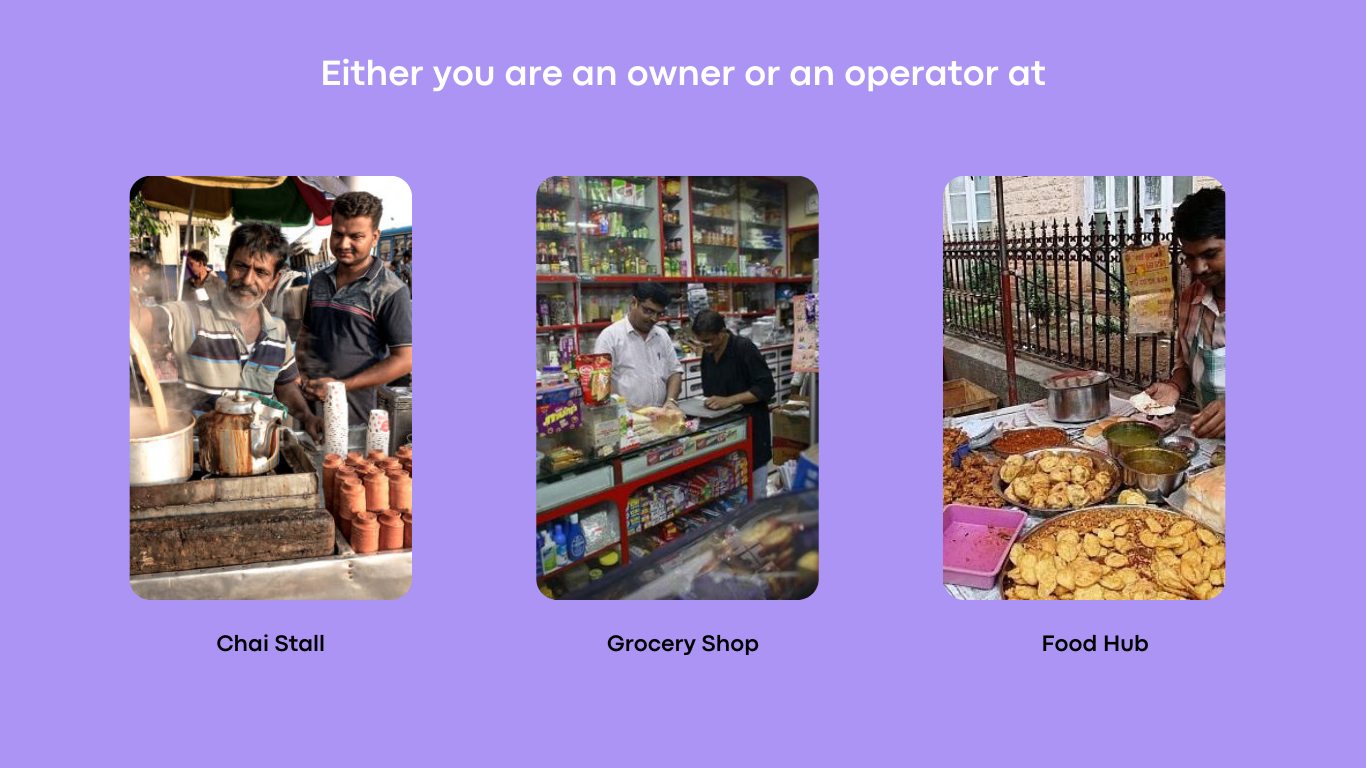 Either you are an owner or an operator at
Chai Stall
Grocery Shop
Food Hub